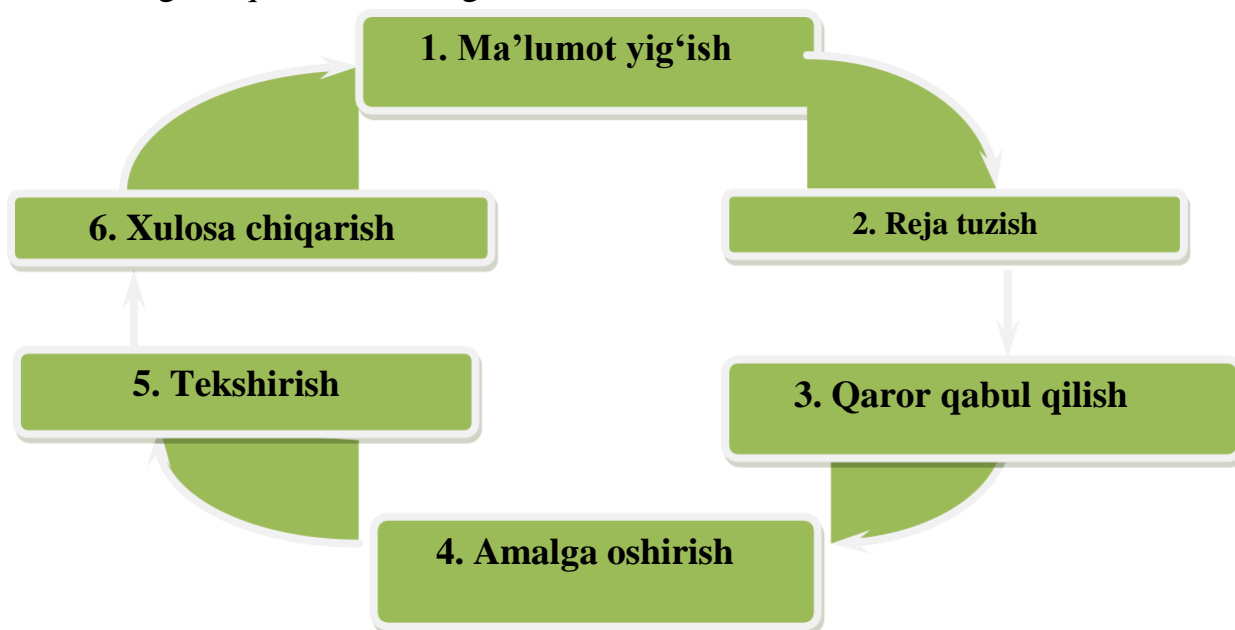 1. Ma’lumot yig‘ish
2. Reja tuzish
3. Qaror qabul qilish
4. Amalga oshirish
5. Tekshirish
6. Xulosa chiqarish